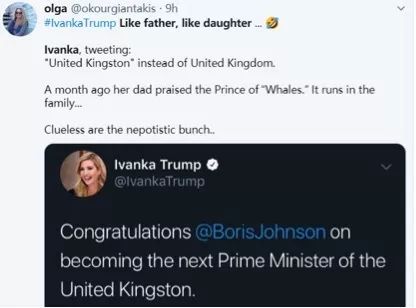 olga @okourgiantakis · 9h
#IvankaTrump Like father, like daughter ... 🤣
Ivanka, tweeting:
"United Kingston" instead of United Kingdom.
A month ago her dad praised the Prince of “Whales.” It runs in the
family...
Clueless are the nepotistic bunch..
Ivanka Trump
@IvankaTrump
Congratulations @BorisJohnson on
becoming the next Prime Minister of the
United Kingston.